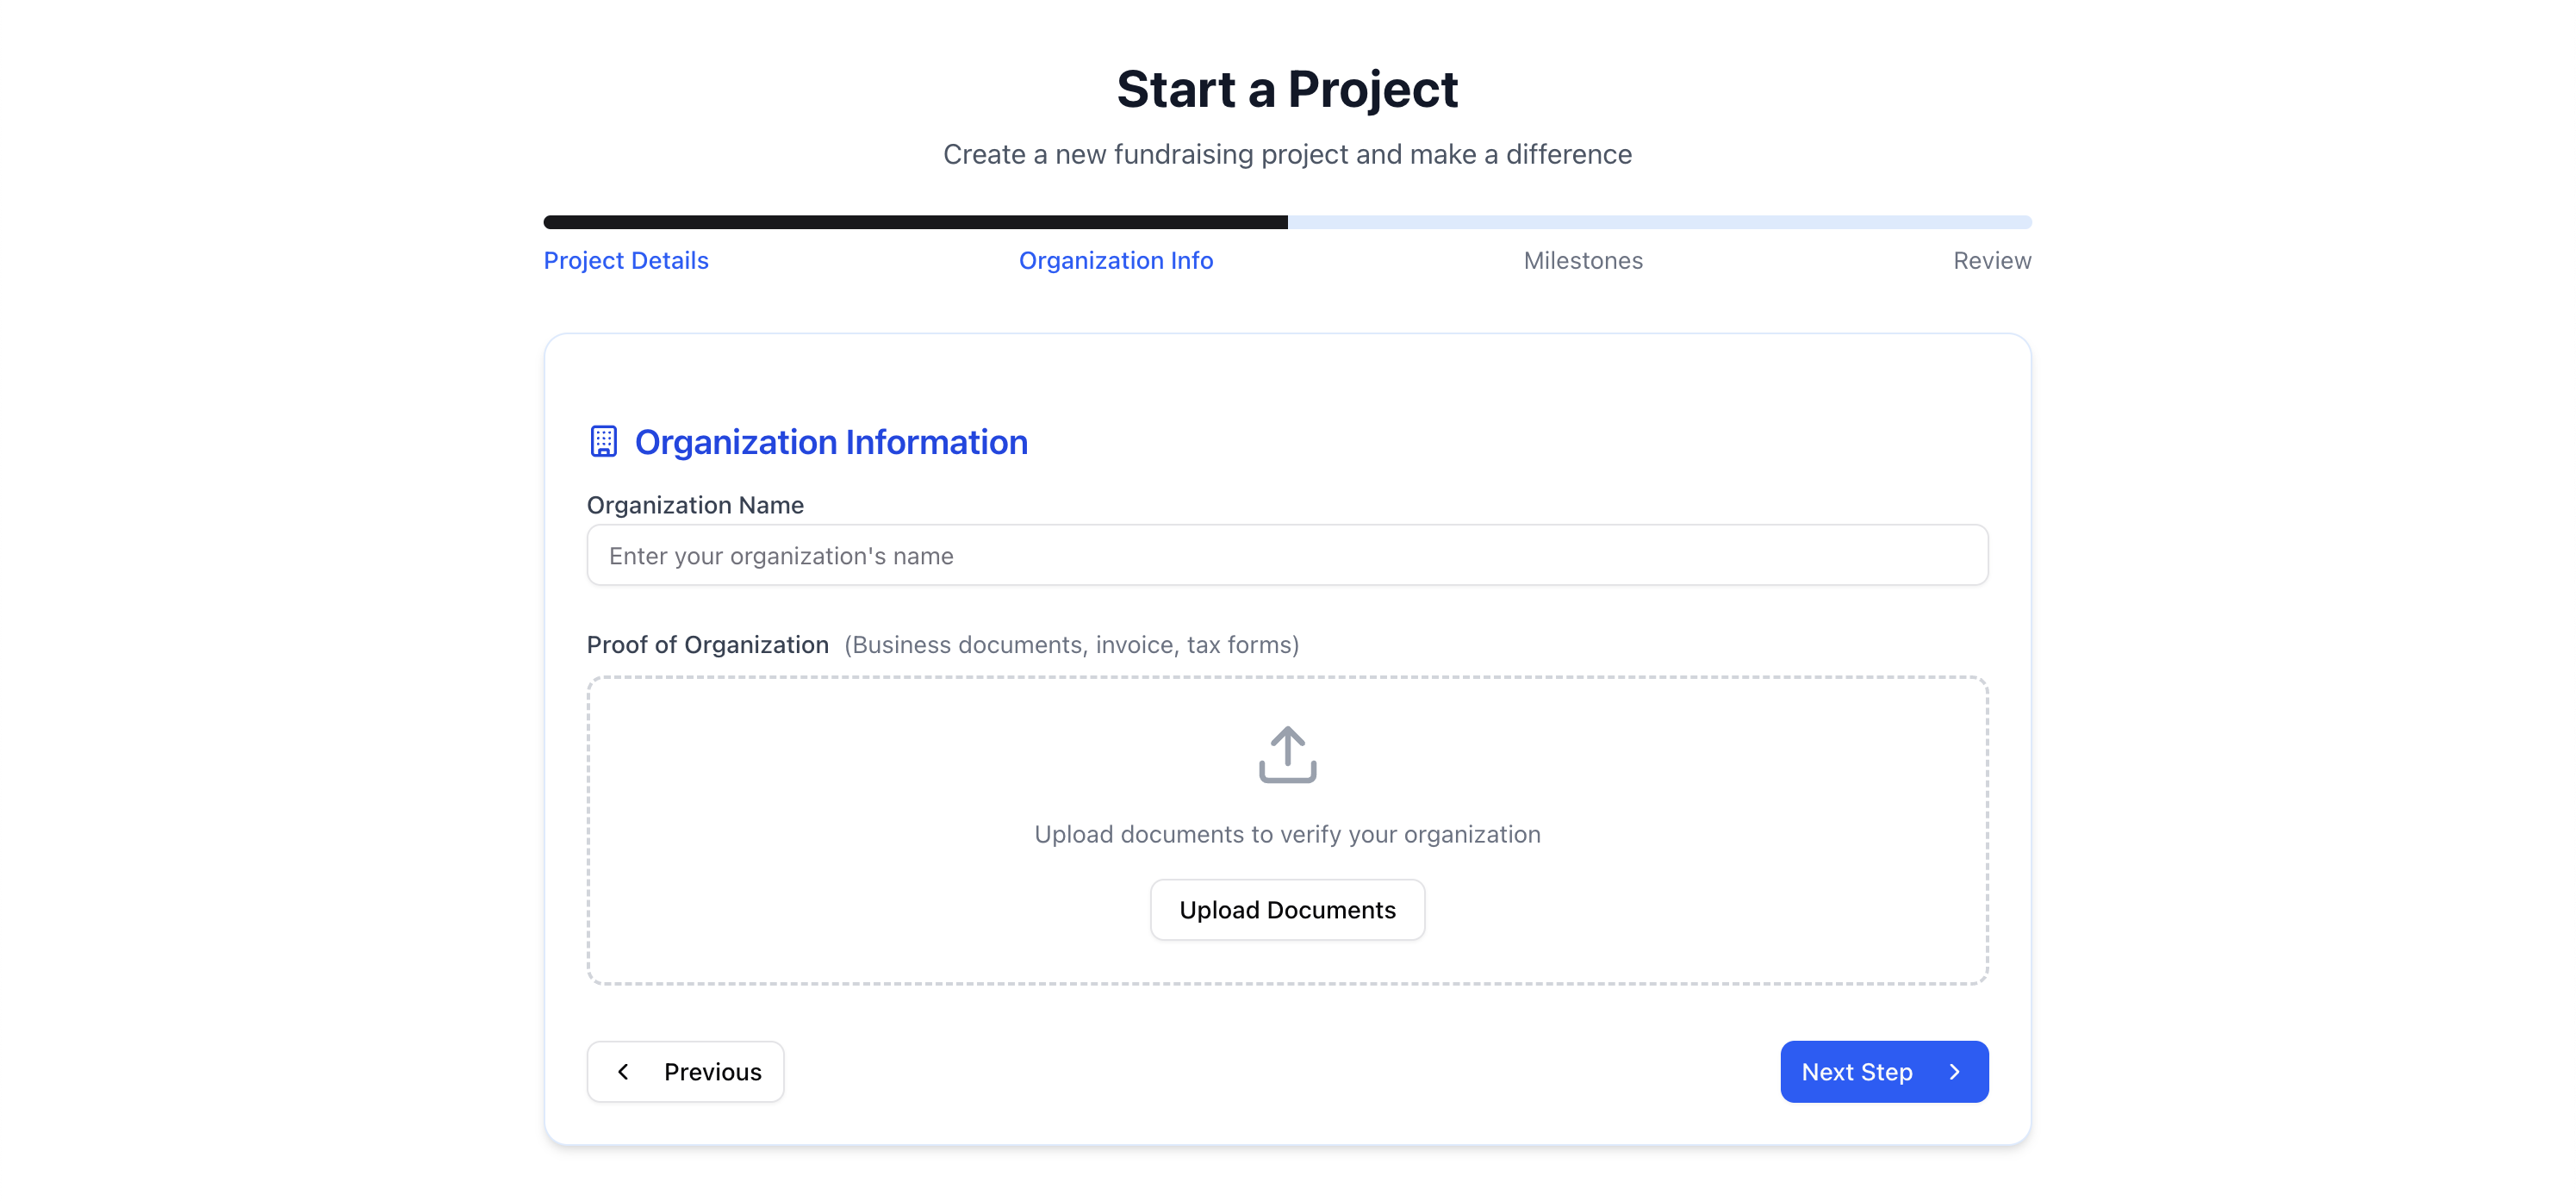 Start a Project
Create a new fundraising project and make a difference
Project Details Organization Info Milestones Review
Organization Information
Organization Name
Enter your organization's name
Proof of Organization (Business documents, invoice, tax forms)
Upload documents to verify your organization
Upload Documents
Previous Next Step